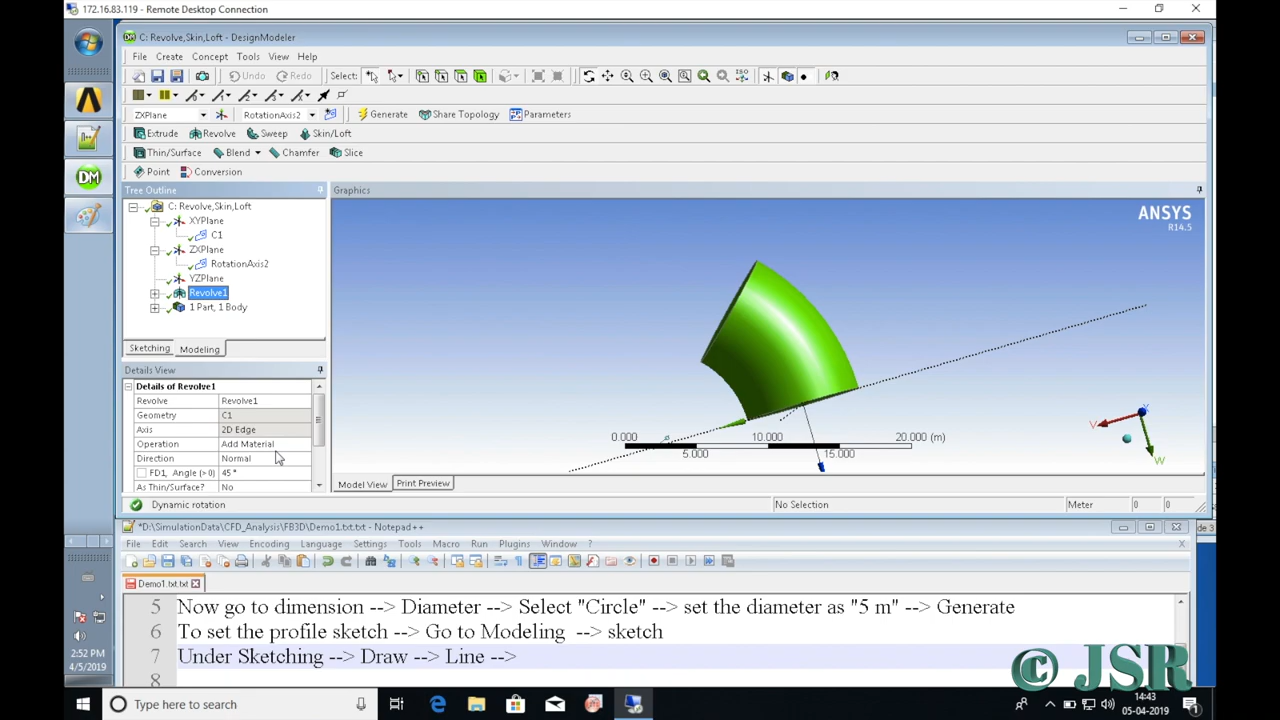 172.16.83.119 - Remote Desktop Connection
C: Revolve,Skin,Loft - DesignModeler
File Create Concept Tools View Help
Undo Redo Select:
ZXPlane RotationAxis2 Generate Share Topology Parameters
Extrude Revolve Sweep Skin/Loft
Thin/Surface Blend Chamfer Slice
Point Conversion
Tree Outline
C: Revolve,Skin,Loft
XYPlane
C1
ZXPlane
RotationAxis2
YZPlane
Revolve1
1 Part, 1 Body
Sketching Modeling
Details View
Details of Revolve1
Revolve Revolve1
Geometry C1
Axis 2D Edge
Operation Add Material
Direction Normal
FD1, Angle (>0) 45 °
As Thin/Surface? No
Graphics
ANSYS
R14.5
0.000 10.000 20.000 (m)
5.000 15.000
Model View Print Preview
Dynamic rotation No Selection Meter 0 0
*D:\SimulationData\CFD_Analysis\FB3D\Demo1.txt.txt - Notepad++
File Edit Search View Encoding Language Settings Tools Macro Run Plugins Window ?
Demo1.txt.txt
5 Now go to dimension --> Diameter --> Select "Circle" --> set the diameter as "5 m" --> Generate
6 To set the profile sketch --> Go to Modeling --> sketch
7 Under Sketching --> Draw --> Line -->
8
2:52 PM
4/5/2019
© JSR
Type here to search
14:43
05-04-2019